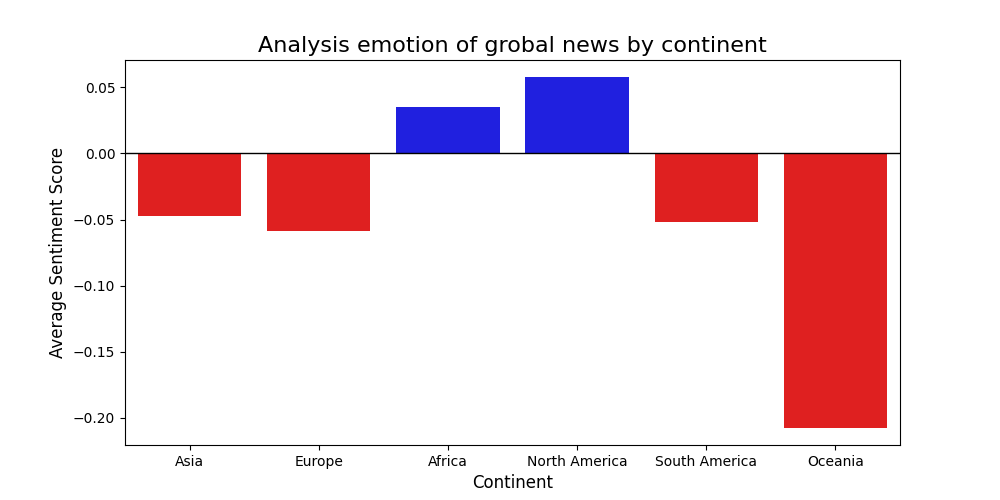 Analysis emotion of grobal news by continent
Average Sentiment Score
0.05
0.00
−0.05
−0.10
−0.15
−0.20
Asia Europe Africa North America South America Oceania
Continent